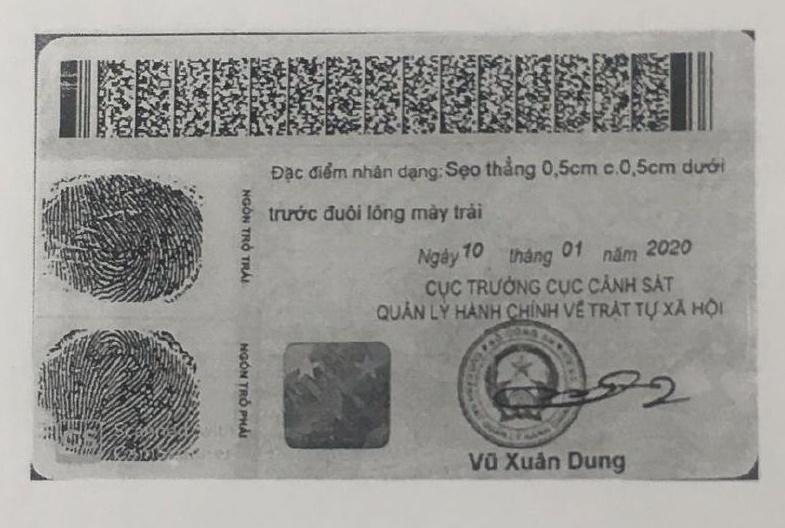 Đặc điểm nhân dạng: Sẹo thẳng 0,5cm c.0,5cm dưới
trước đuôi lông mày trái
Ngày 10 tháng 01 năm 2020
CỤC TRƯỞNG CỤC CẢNH SÁT
QUẢN LÝ HÀNH CHÍNH VỀ TRẬT TỰ XÃ HỘI
NGÓN TRỎ TRÁI
NGÓN TRỎ PHẢI
Vũ Xuân Dung